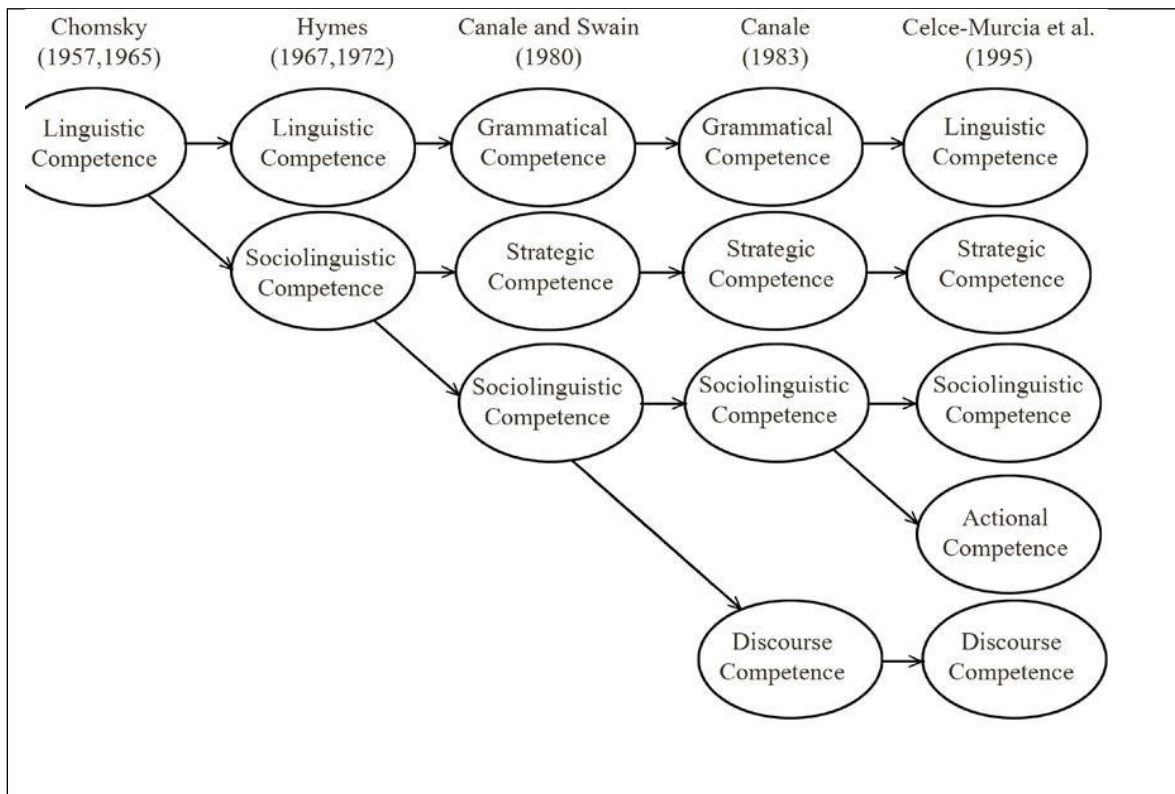 Chomsky
(1957,1965)
Hymes
(1967,1972)
Canale and Swain
(1980)
Canale
(1983)
Celce-Murcia et al.
(1995)
Linguistic
Competence
Linguistic
Competence
Grammatical
Competence
Grammatical
Competence
Linguistic
Competence
Sociolinguistic
Competence
Strategic
Competence
Strategic
Competence
Strategic
Competence
Sociolinguistic
Competence
Sociolinguistic
Competence
Sociolinguistic
Competence
Actional
Competence
Discourse
Competence
Discourse
Competence